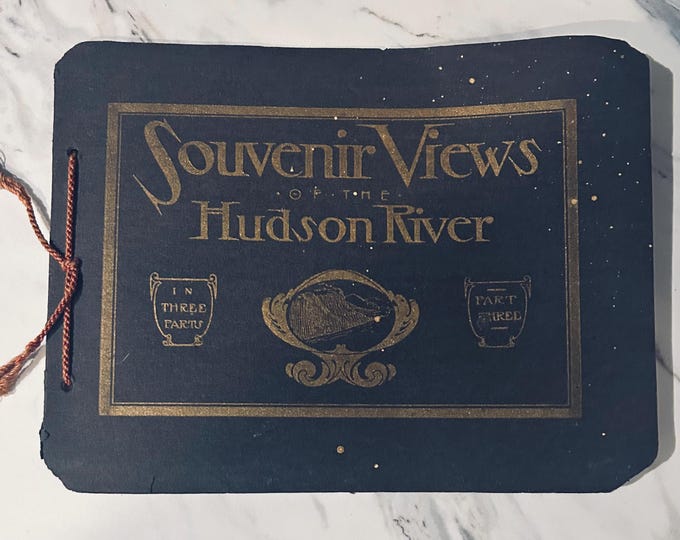 SOUVENIR VIEWS
· OF · THE ·
HUDSON RIVER
IN
THREE
PARTS
PART
THREE